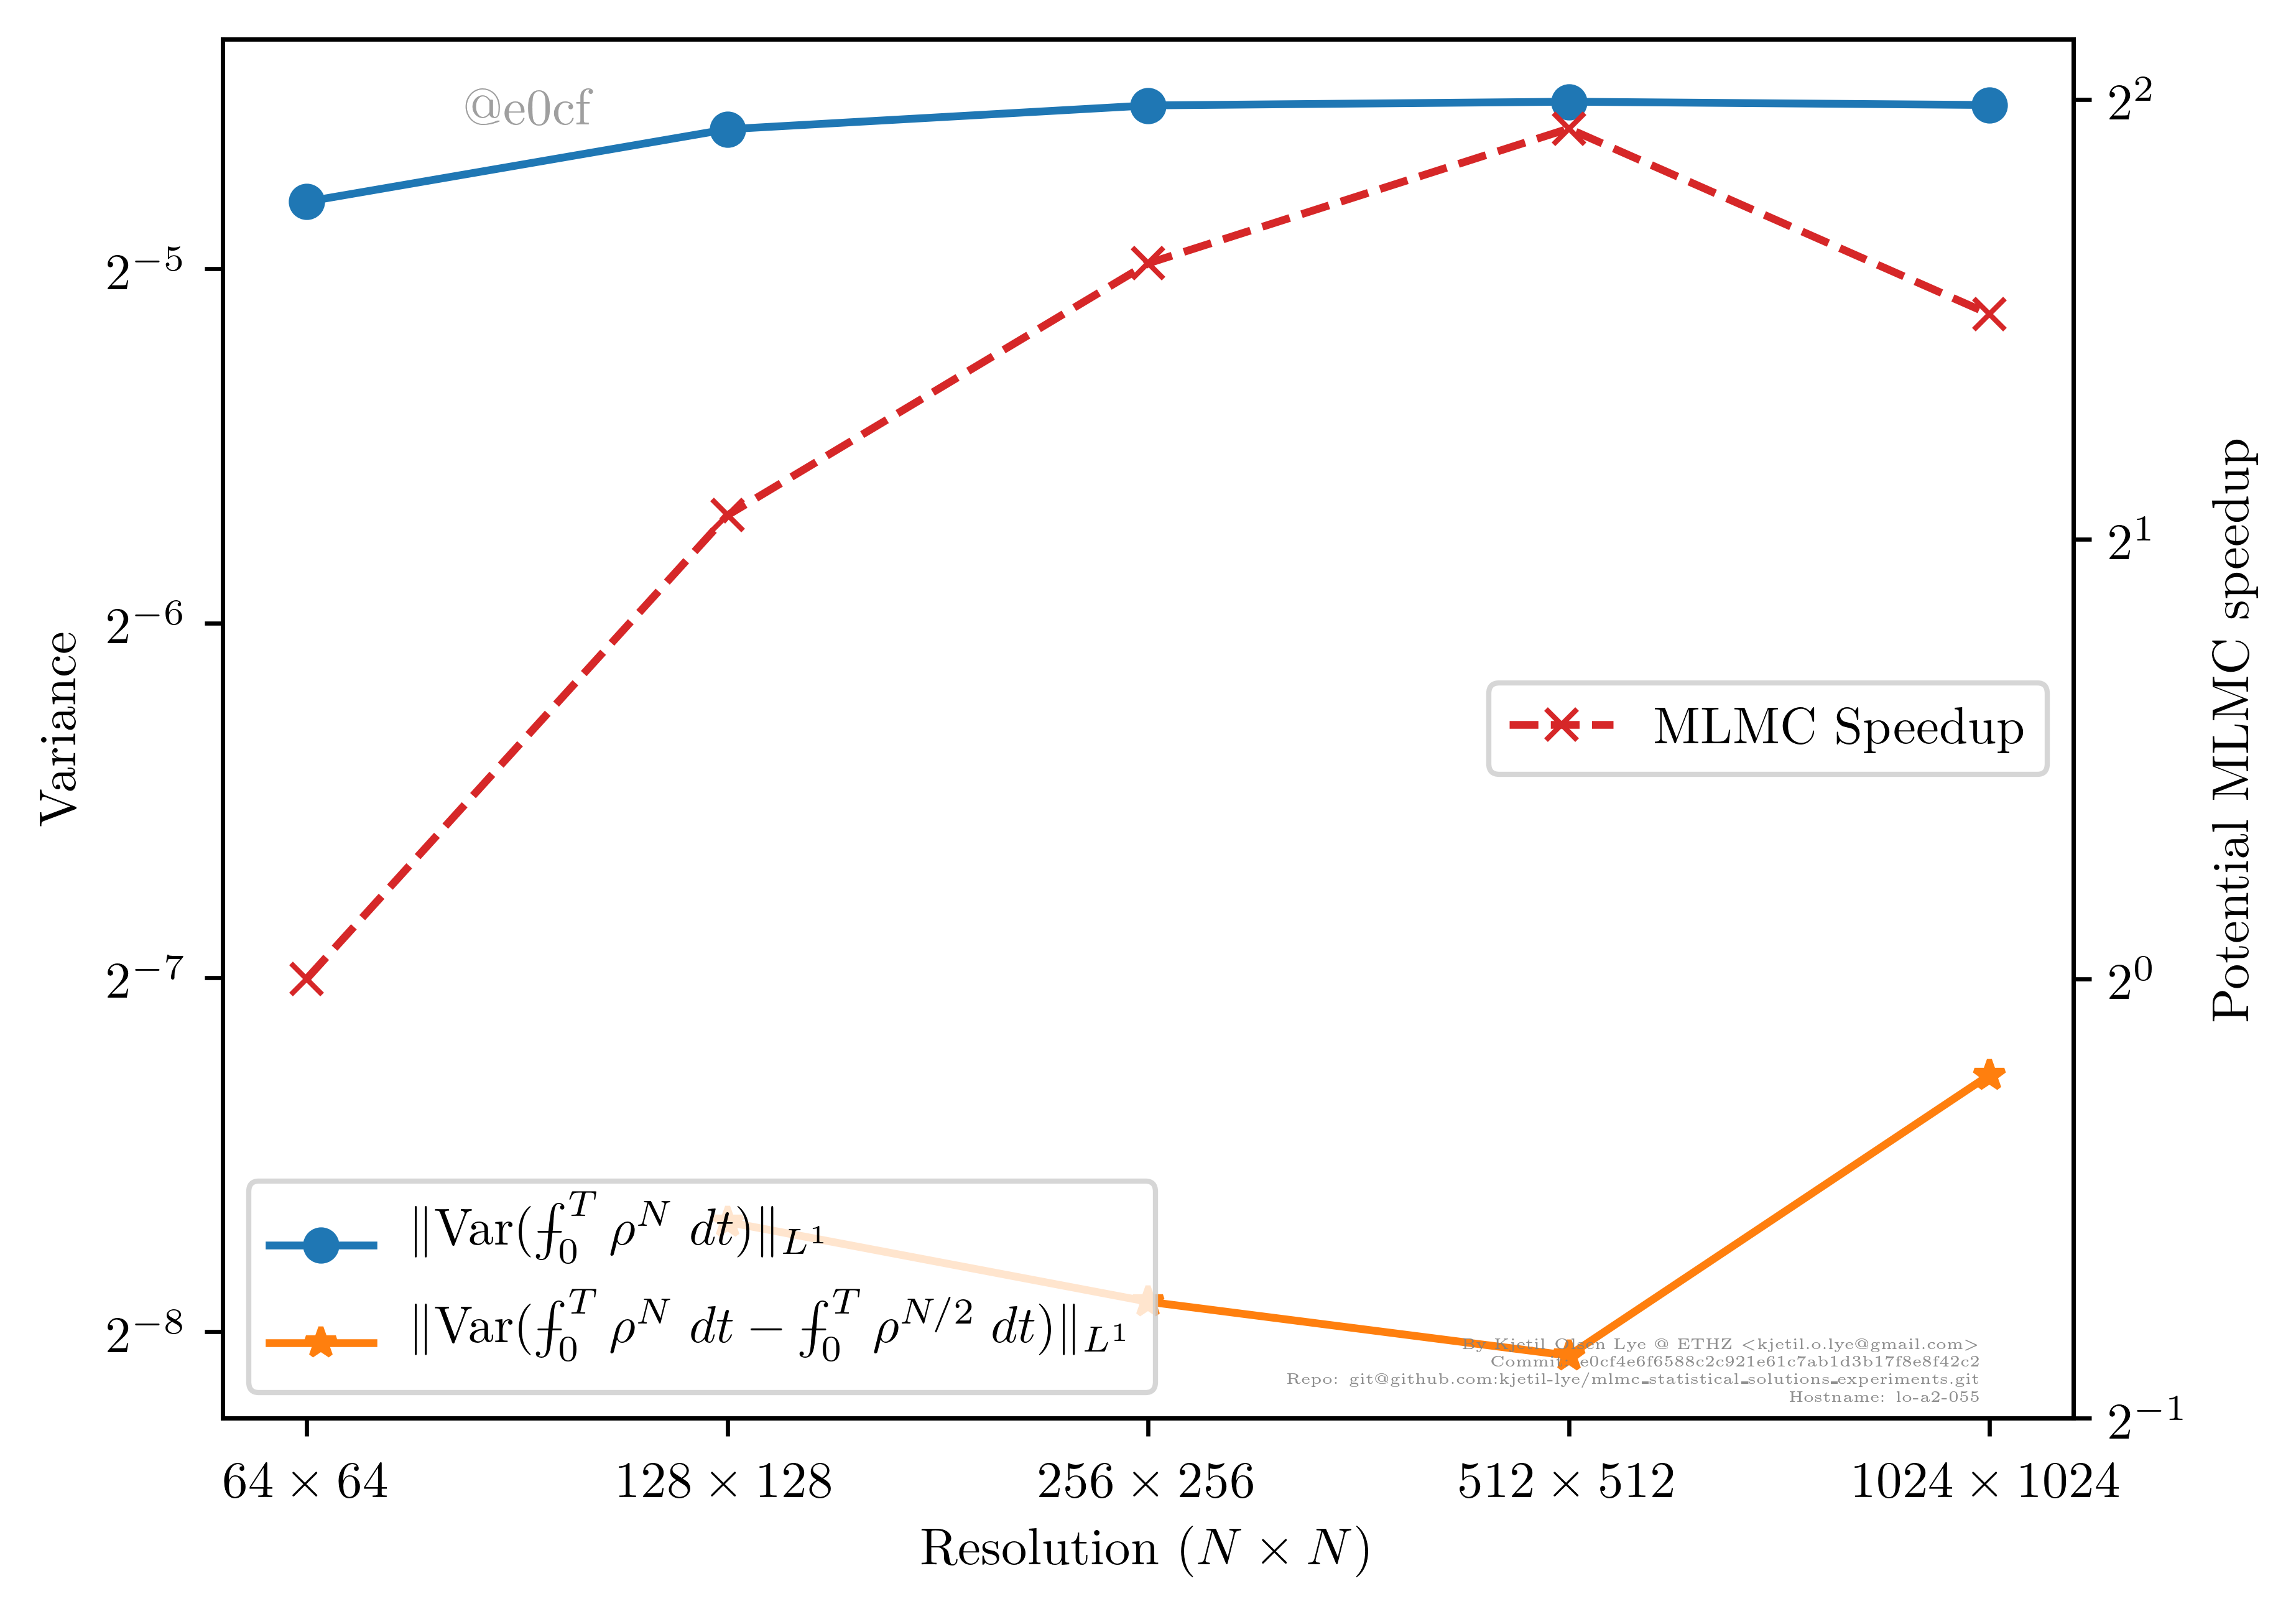 @e0cf
2^2
2^{-5}
2^1
2^{-6}
Variance
Potential MLMC speedup
MLMC Speedup
2^{-7}
2^0
‖Var(⨍_0^T ρ^N dt)‖_{L^1}
‖Var(⨍_0^T ρ^N dt − ⨍_0^T ρ^{N/2} dt)‖_{L^1}
2^{-8}
By Kjetil Olsen Lye @ ETHZ <kjetil.o.lye@gmail.com>
Commit: e0cf4e6f6588c2c921e61c7ab1d3b17f8e8f42c2
Repo: git@github.com:kjetil-lye/mlmc_statistical_solutions_experiments.git
Hostname: lo-a2-055
2^{-1}
64 × 64 128 × 128 256 × 256 512 × 512 1024 × 1024
Resolution (N × N)